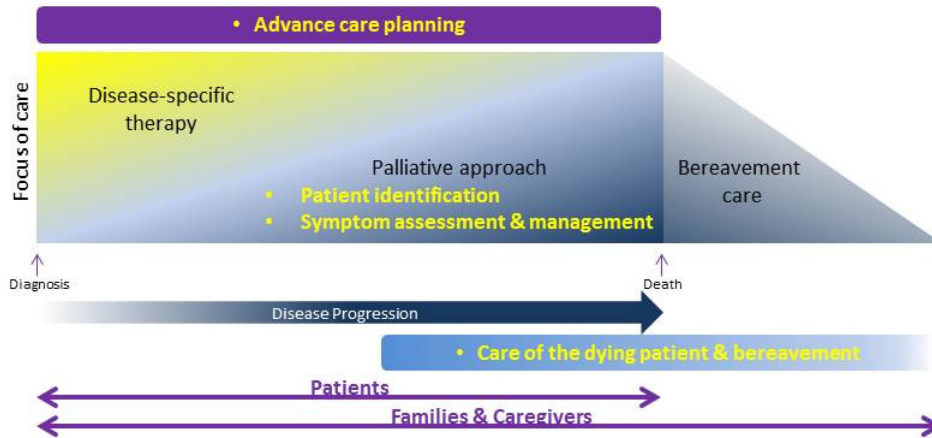 • Advance care planning
Focus of care
Disease-specific
therapy
Palliative approach
• Patient identification
• Symptom assessment & management
Bereavement
care
Diagnosis
Death
Disease Progression
• Care of the dying patient & bereavement
Patients
Families & Caregivers